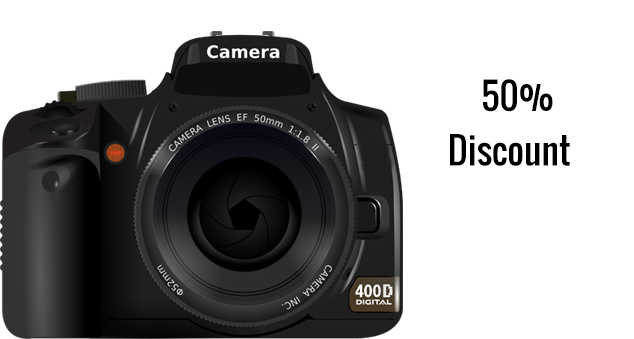 Camera
50%
Discount
CAMERA LENS EF 50mm 1:1.8 II
⌀52mm
CAMERA INC.
400D
DIGITAL